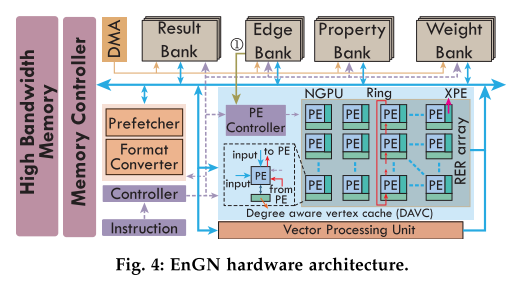 High Bandwidth
Memory
Memory Controller
DMA
Result
Bank
①
Edge
Bank
Property
Bank
Weight
Bank
Prefetcher
Format
Converter
Controller
Instruction
PE
Controller
NGPU
Ring
XPE
PE
PE
PE
PE
PE
PE
PE
PE
PE
PE
PE
PE
RER array
input
to PE
PE
input
from
PE
Degree aware vertex cache (DAVC)
Vector Processing Unit
Fig. 4: EnGN hardware architecture.